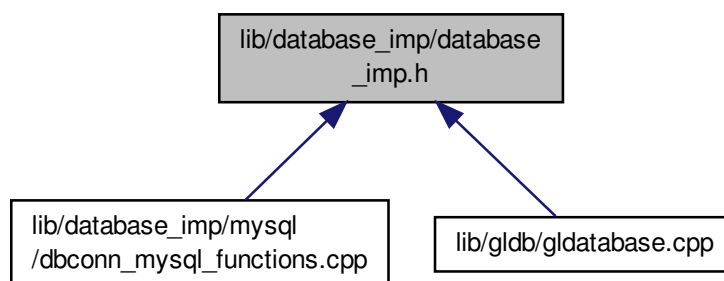 lib/database_imp/database
_imp.h
lib/database_imp/mysql
/dbconn_mysql_functions.cpp
lib/gldb/gldatabase.cpp